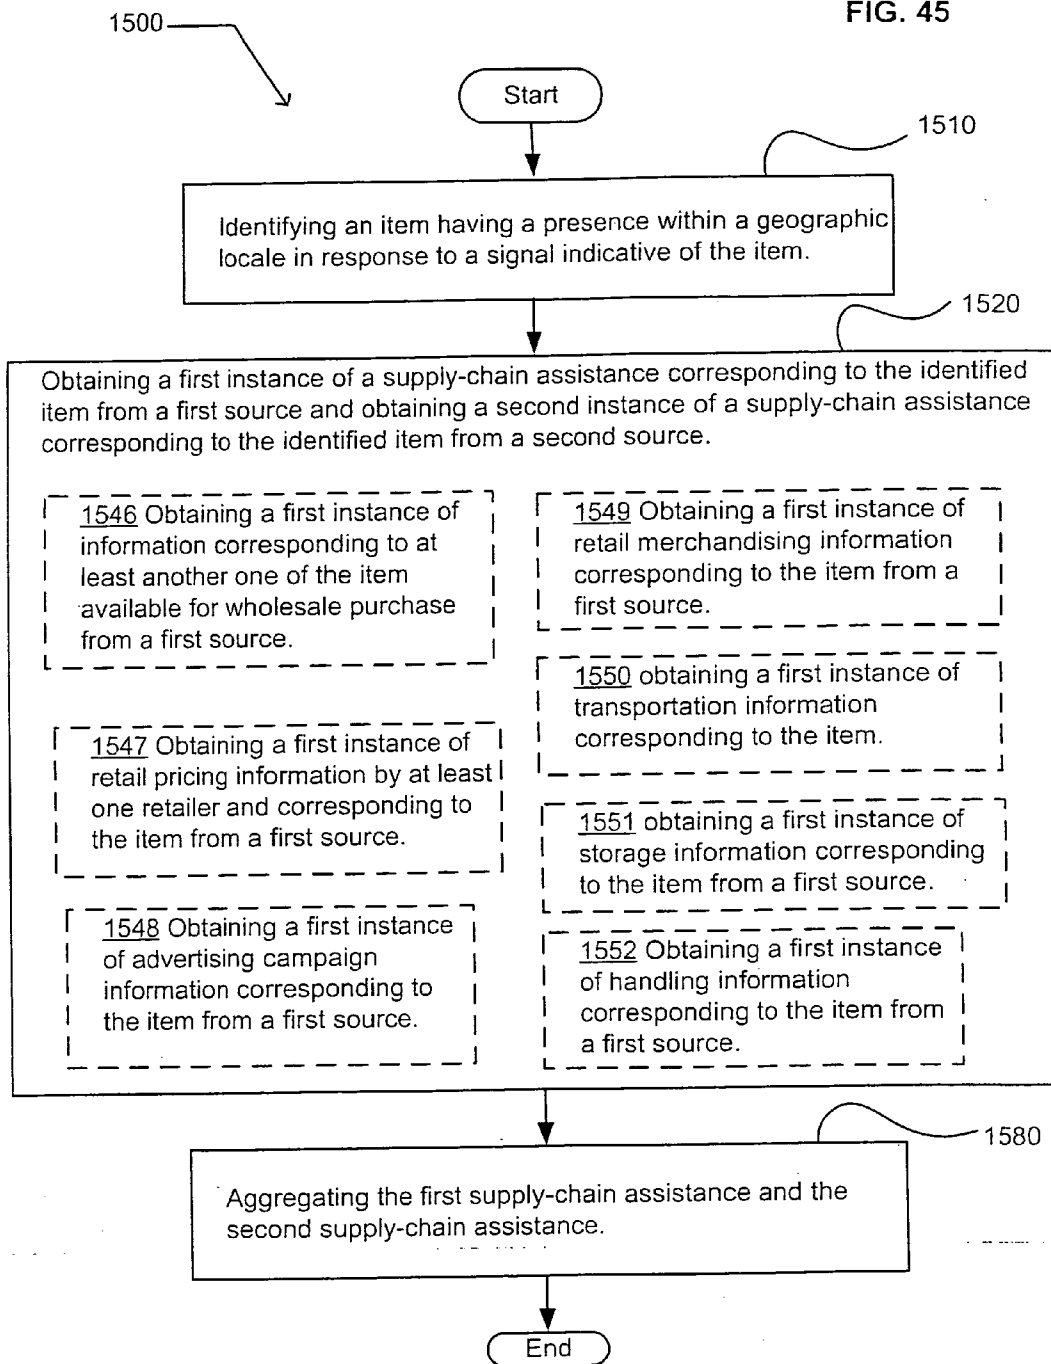 FIG. 45
1500
Start
1510
Identifying an item having a presence within a geographic
locale in response to a signal indicative of the item.
1520
Obtaining a first instance of a supply-chain assistance corresponding to the identified
item from a first source and obtaining a second instance of a supply-chain assistance
corresponding to the identified item from a second source.
1546 Obtaining a first instance of
information corresponding to at
least another one of the item
available for wholesale purchase
from a first source.
1547 Obtaining a first instance of
retail pricing information by at least
one retailer and corresponding to
the item from a first source.
1548 Obtaining a first instance
of advertising campaign
information corresponding to
the item from a first source.
1549 Obtaining a first instance of
retail merchandising information
corresponding to the item from a
first source.
1550 obtaining a first instance of
transportation information
corresponding to the item.
1551 obtaining a first instance of
storage information corresponding
to the item from a first source.
1552 Obtaining a first instance
of handling information
corresponding to the item from
a first source.
1580
Aggregating the first supply-chain assistance and the
second supply-chain assistance.
End